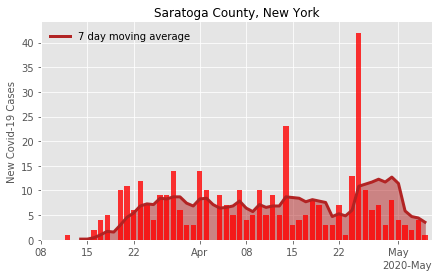 Saratoga County, New York
7 day moving average
New Covid-19 Cases
40
35
30
25
20
15
10
5
0
08 15 22 Apr 08 15 22 May
2020-May